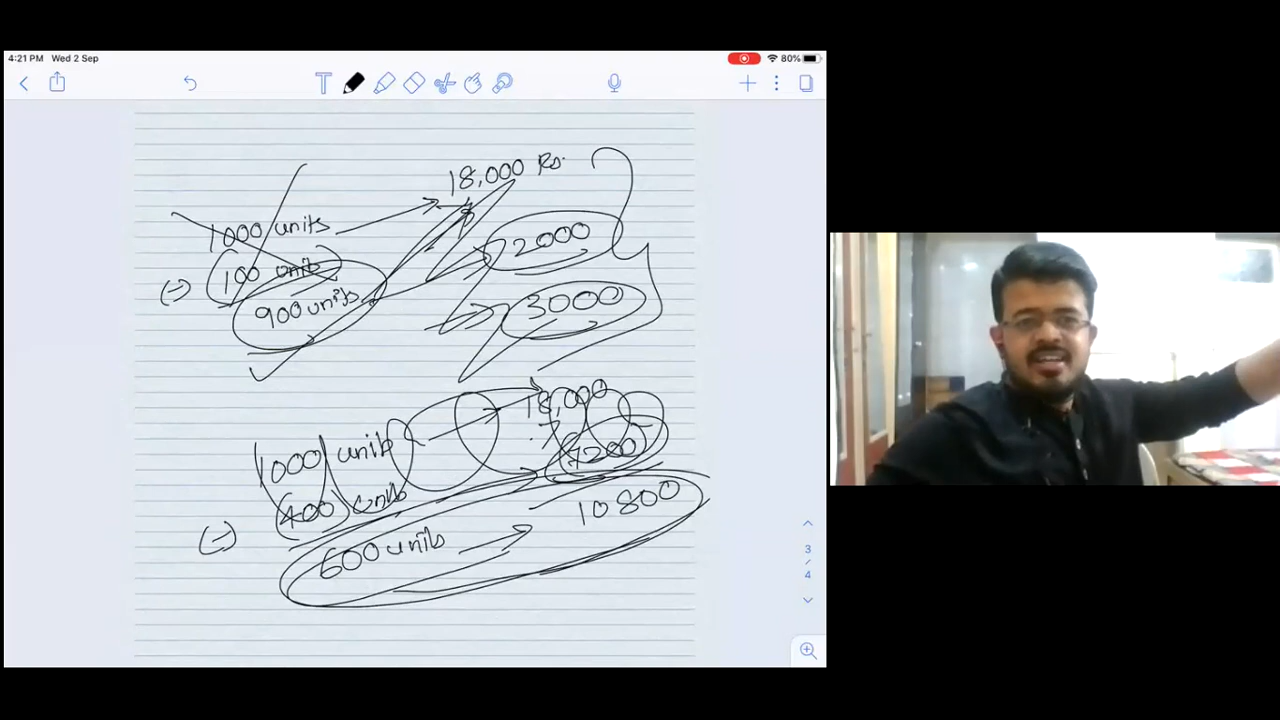 4:21 PM Wed 2 Sep
80%
T
18,000 Rs.
1000 units
(-) 100 units
2000
900 units
3000
18,000
1000 units
7200
(-) 400 units
600 units → 10800
3
/
4